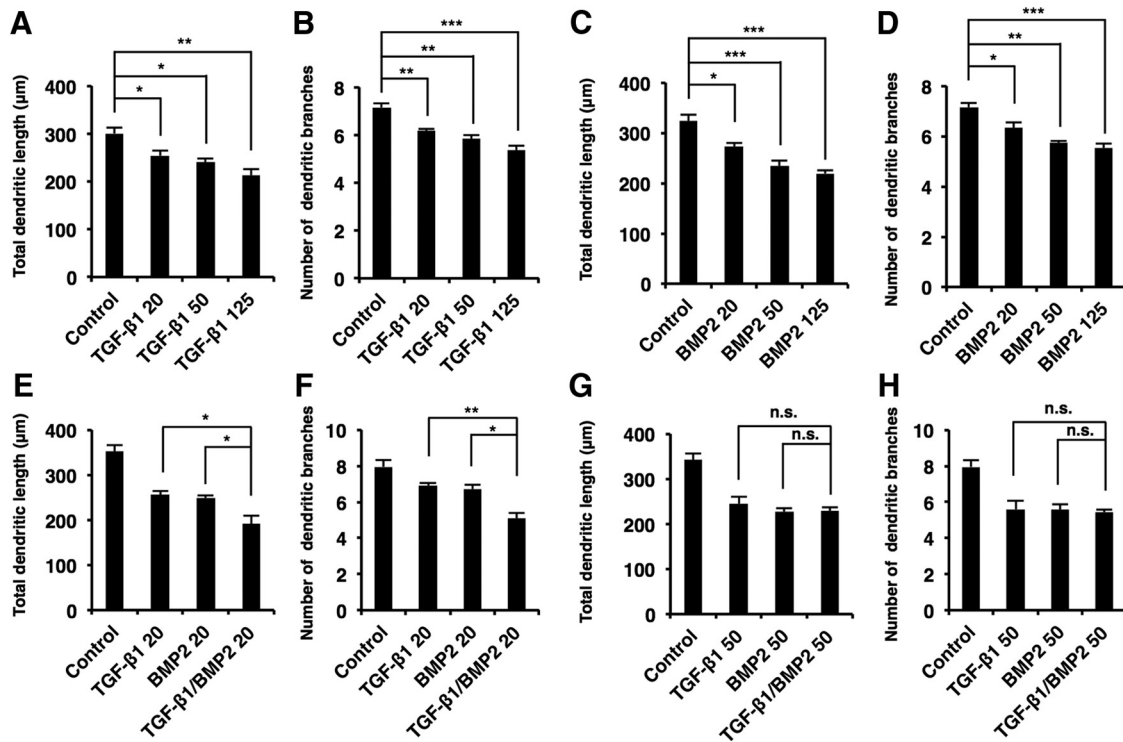 A
Total dendritic length (µm)
400
300
200
100
0
**
*
*
Control
TGF-β1 20
TGF-β1 50
TGF-β1 125
B
Number of dendritic branches
8
6
4
2
0
***
**
**
Control
TGF-β1 20
TGF-β1 50
TGF-β1 125
C
Total dendritic length (µm)
400
300
200
100
0
***
***
*
Control
BMP2 20
BMP2 50
BMP2 125
D
Number of dendritic branches
8
6
4
2
0
***
**
*
Control
BMP2 20
BMP2 50
BMP2 125
E
Total dendritic length (µm)
400
300
200
100
0
*
*
Control
TGF-β1 20
BMP2 20
TGF-β1/BMP2 20
F
Number of dendritic branches
10
8
6
4
2
0
**
*
Control
TGF-β1 20
BMP2 20
TGF-β1/BMP2 20
G
Total dendritic length (µm)
400
300
200
100
0
n.s.
n.s.
Control
TGF-β1 50
BMP2 50
TGF-β1/BMP2 50
H
Number of dendritic branches
10
8
6
4
2
0
n.s.
n.s.
Control
TGF-β1 50
BMP2 50
TGF-β1/BMP2 50